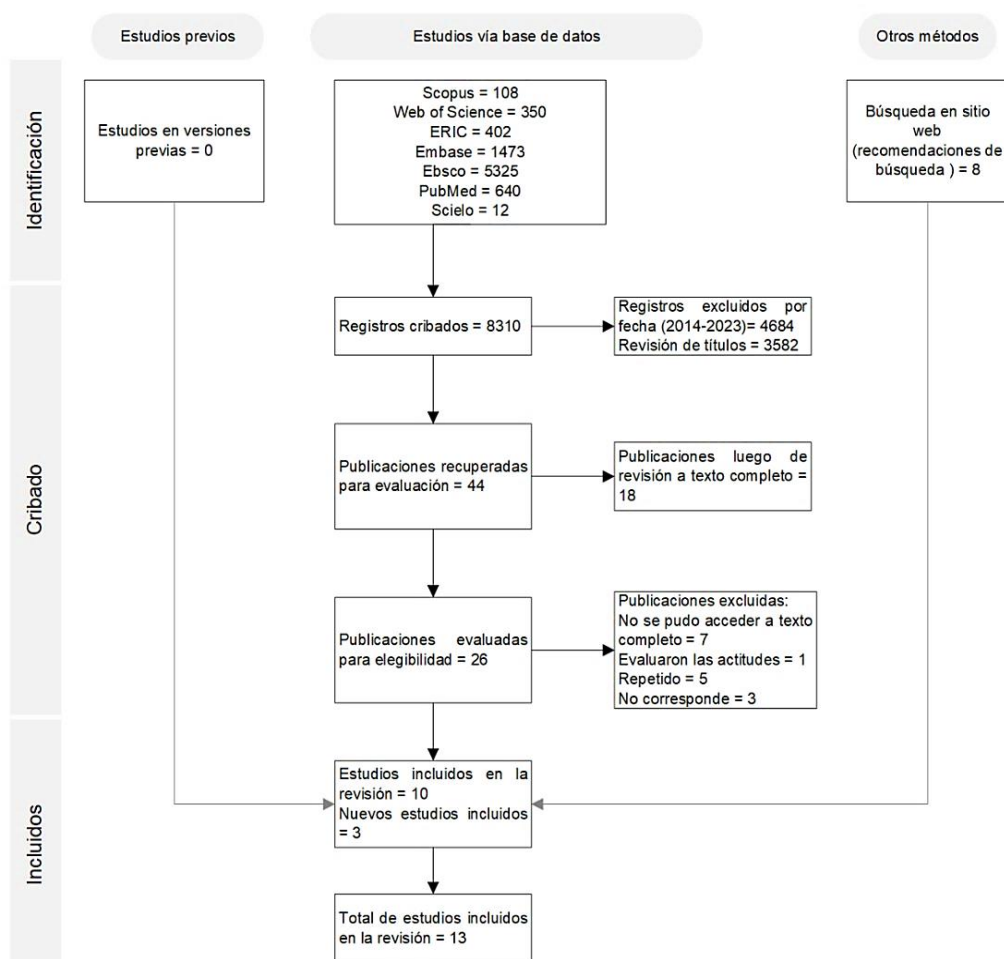 Estudios previos
Estudios vía base de datos
Otros métodos
Identificación
Estudios en versiones
previas = 0
Scopus = 108
Web of Science = 350
ERIC = 402
Embase = 1473
Ebsco = 5325
PubMed = 640
Scielo = 12
Búsqueda en sitio
web
(recomendaciones de
búsqueda ) = 8
Cribado
Registros cribados = 8310
Registros excluidos por
fecha (2014-2023)= 4684
Revisión de títulos = 3582
Publicaciones recuperadas
para evaluación = 44
Publicaciones luego de
revisión a texto completo =
18
Publicaciones evaluadas
para elegibilidad = 26
Publicaciones excluidas:
No se pudo acceder a texto
completo = 7
Evaluaron las actitudes = 1
Repetido = 5
No corresponde = 3
Incluidos
Estudios incluidos en la
revisión = 10
Nuevos estudios incluidos
= 3
Total de estudios incluidos
en la revisión = 13